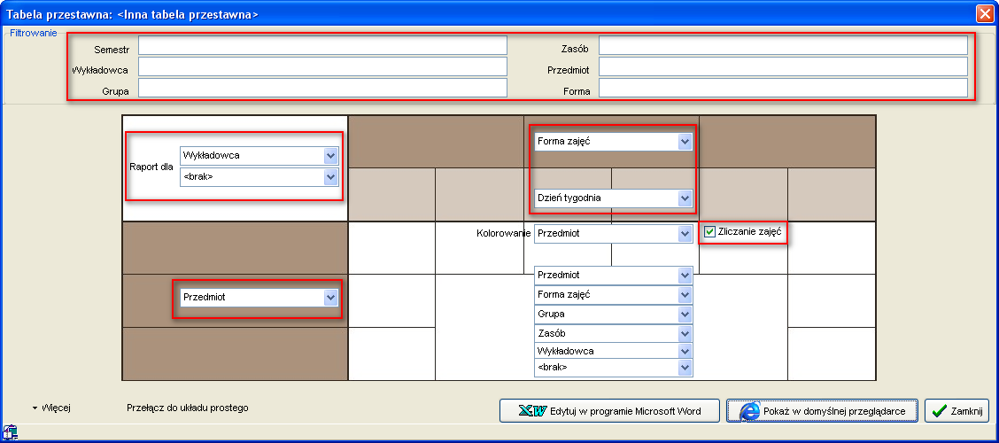 Tabela przestawna: <Inna tabela przestawna>
Filtrowanie
Semestr
Zasób
Wykładowca
Przedmiot
Grupa
Forma
Raport dla
Wykładowca
<brak>
Forma zajęć
Dzień tygodnia
Kolorowanie
Przedmiot
Zliczanie zajęć
Przedmiot
Przedmiot
Forma zajęć
Grupa
Zasób
Wykładowca
<brak>
Więcej
Przełącz do układu prostego
Edytuj w programie Microsoft Word
Pokaż w domyślnej przeglądarce
Zamknij